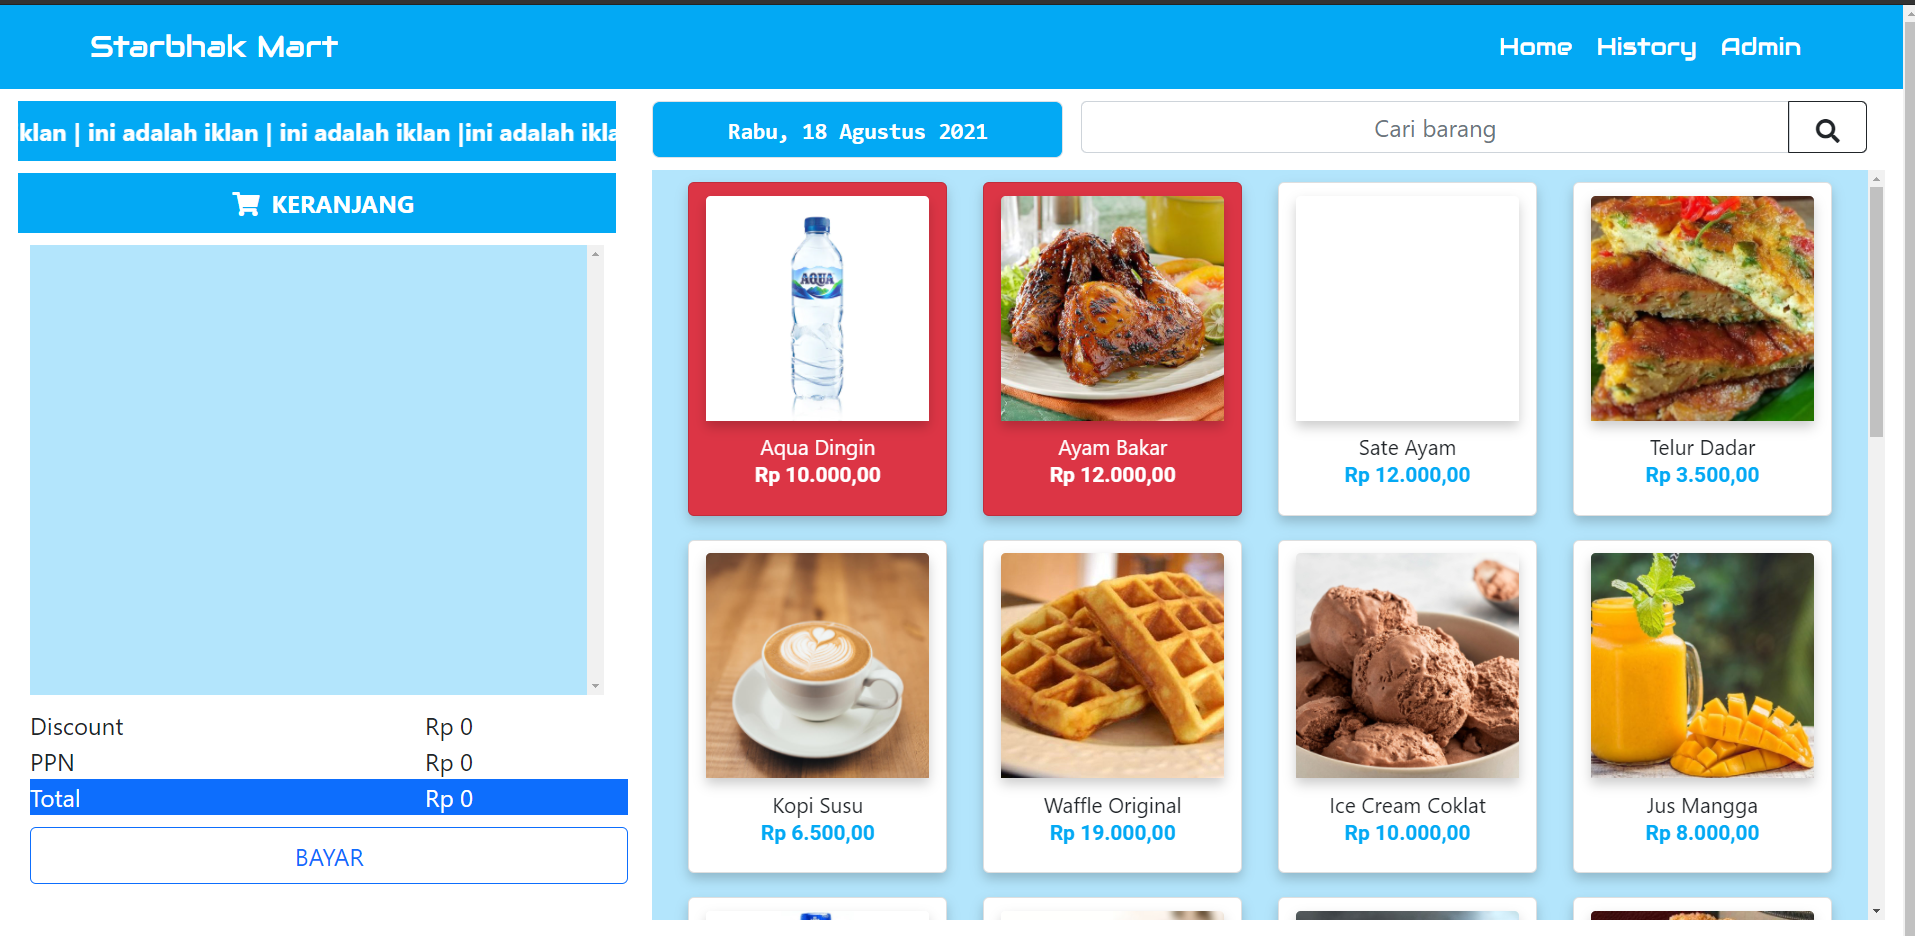 Starbhak Mart
Home History Admin
klan | ini adalah iklan | ini adalah iklan |ini adalah ikla
Rabu, 18 Agustus 2021
Cari barang
KERANJANG
Discount Rp 0
PPN Rp 0
Total Rp 0
BAYAR
AQUA
Aqua Dingin
Rp 10.000,00
Ayam Bakar
Rp 12.000,00
Sate Ayam
Rp 12.000,00
Telur Dadar
Rp 3.500,00
Kopi Susu
Rp 6.500,00
Waffle Original
Rp 19.000,00
Ice Cream Coklat
Rp 10.000,00
Jus Mangga
Rp 8.000,00